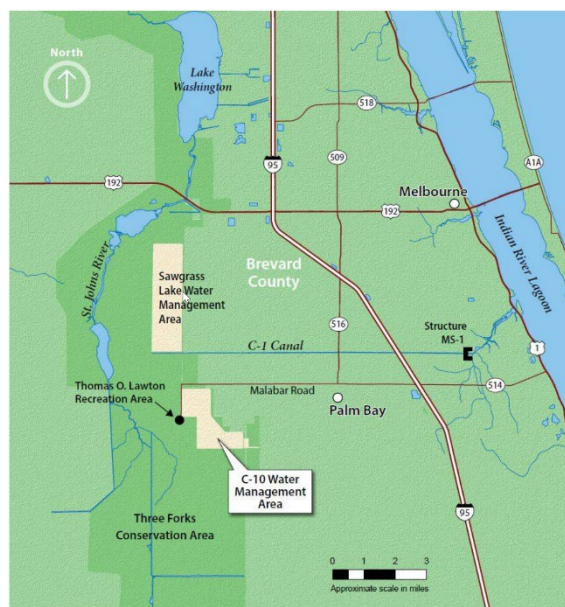 North
Lake
Washington
518
509
95
A1A
192
Melbourne
192
Indian River Lagoon
St. Johns River
Sawgrass
Lake Water
Management
Area
Brevard
County
516
Structure
MS-1
C-1 Canal
1
Thomas O. Lawton
Recreation Area
Malabar Road
514
Palm Bay
C-10 Water
Management
Area
95
Three Forks
Conservation Area
0 1 2 3
Approximate scale in miles